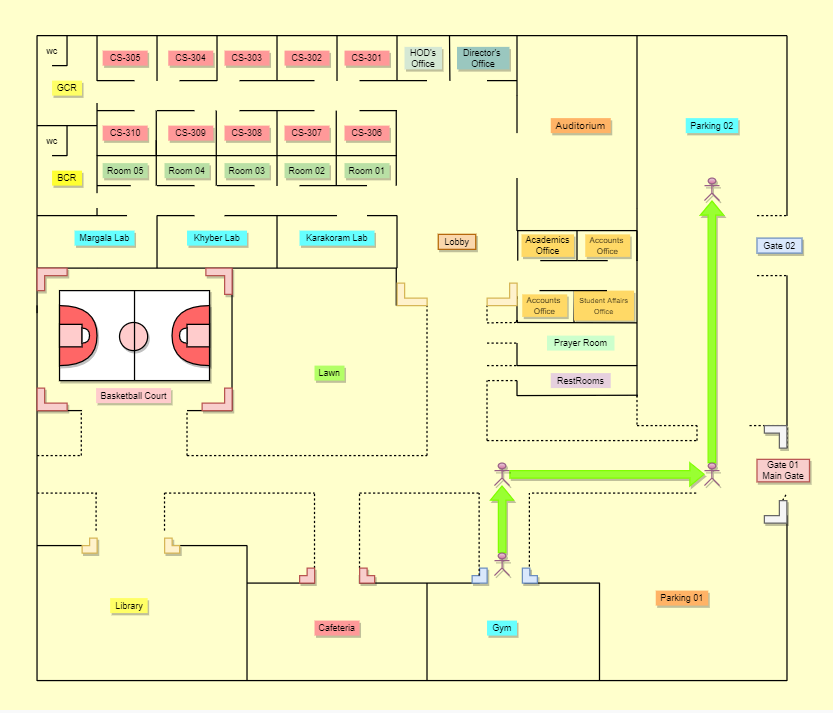 wc
CS-305
CS-304
CS-303
CS-302
CS-301
HOD's
Office
Director's
Office
GCR
CS-310
CS-309
CS-308
CS-307
CS-306
Auditorium
Parking 02
wc
BCR
Room 05
Room 04
Room 03
Room 02
Room 01
Margala Lab
Khyber Lab
Karakoram Lab
Lobby
Academics
Office
Accounts
Office
Gate 02
Accounts
Office
Student Affairs
Office
Prayer Room
Lawn
RestRooms
Basketball Court
Gate 01
Main Gate
Library
Cafeteria
Gym
Parking 01